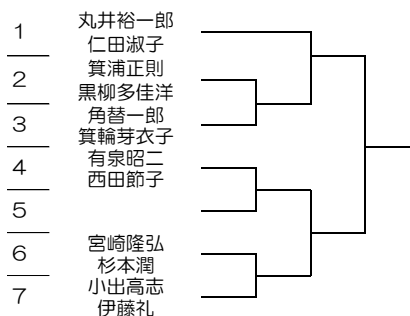 1
丸井裕一郎
仁田淑子
2
箕浦正則
黒柳多佳洋
3
角替一郎
箕輪芽衣子
4
有泉昭二
西田節子
5
6
宮崎隆弘
杉本潤
7
小出高志
伊藤礼